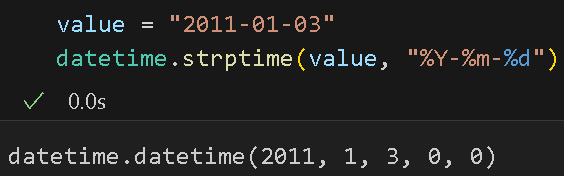 value = "2011-01-03"
datetime.strptime(value, "%Y-%m-%d")
✓ 0.0s
datetime.datetime(2011, 1, 3, 0, 0)